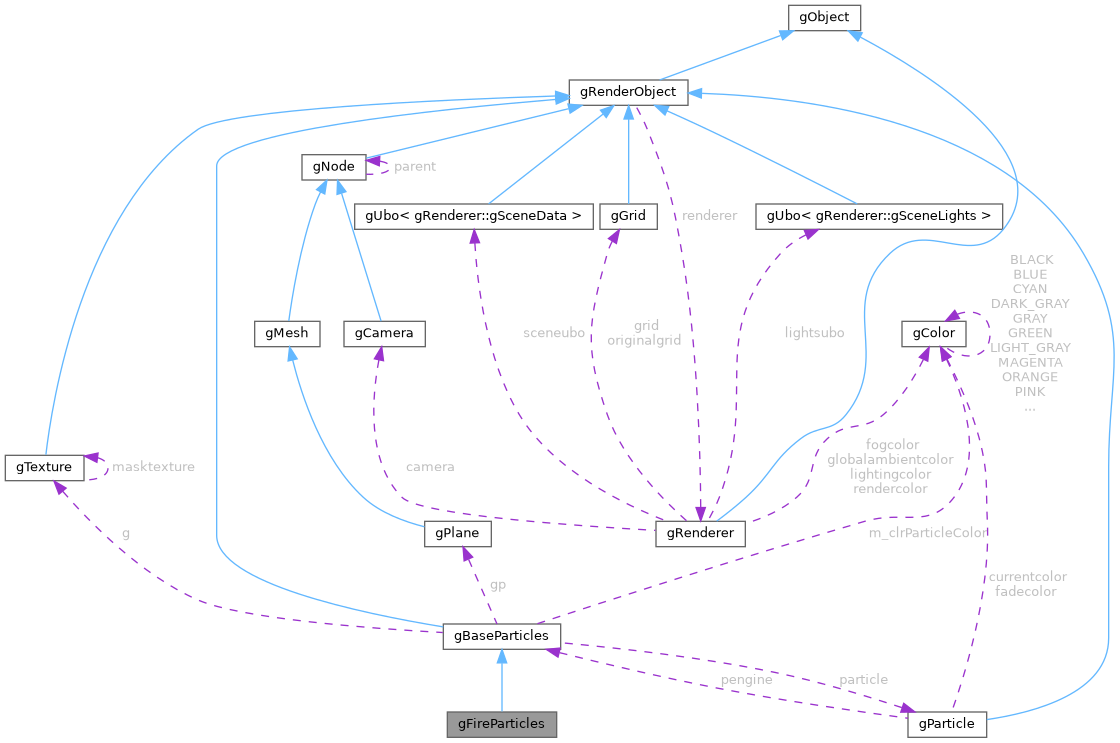 gObject
gRenderObject
gNode
parent
gUbo< gRenderer::gSceneData >
gGrid
renderer
gUbo< gRenderer::gSceneLights >
BLACK
BLUE
CYAN
DARK_GRAY
GRAY
GREEN
LIGHT_GRAY
MAGENTA
ORANGE
PINK
...
gMesh
gCamera
sceneubo
grid
originalgrid
lightsubo
gColor
gTexture
masktexture
camera
fogcolor
globalambientcolor
lightingcolor
rendercolor
g
gPlane
gRenderer
m_clrParticleColor
gp
currentcolor
fadecolor
gBaseParticles
pengine
particle
gFireParticles
gParticle